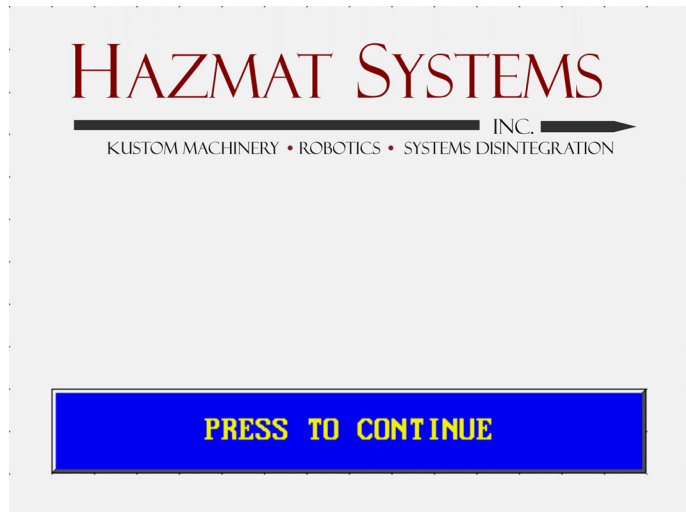 HAZMAT SYSTEMS
INC.
KUSTOM MACHINERY • ROBOTICS • SYSTEMS DISINTEGRATION
PRESS TO CONTINUE